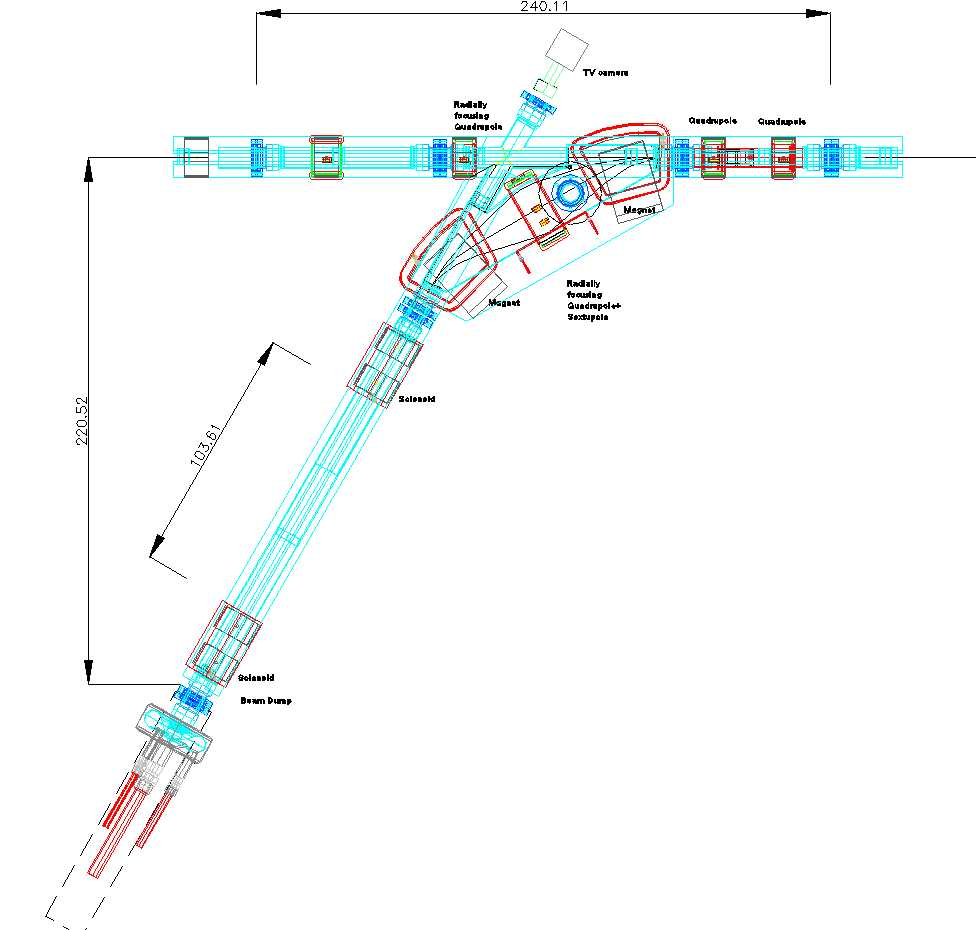 240.11
TV camera
Radially
focusing
Quadrupole
Quadrupole
Quadrupole
Magnet
Magnet
Radially
focusing
Quadrupole+
Sextupole
Solenoid
220.52
103.61
Solenoid
Beam Dump